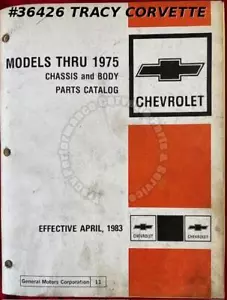 #36426 TRACY CORVETTE
MODELS THRU 1975
CHASSIS and BODY
PARTS CATALOG
CHEVROLET
EFFECTIVE APRIL, 1983
CHEVROLET
CHEVROLET
General Motors Corporation 11